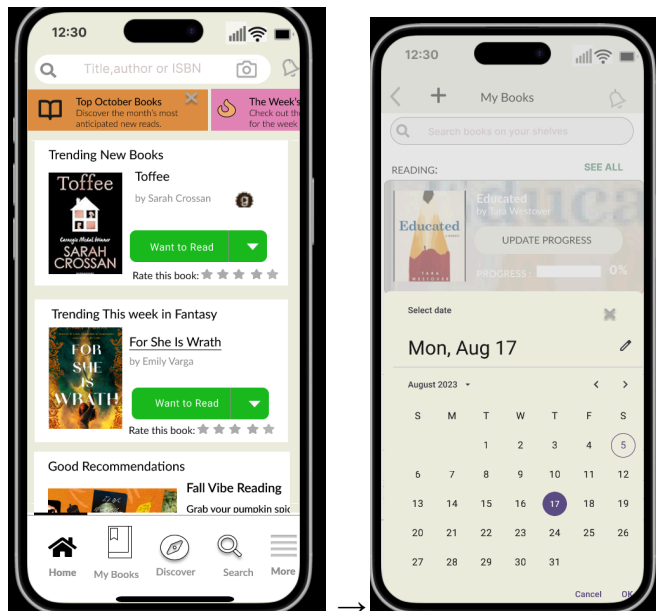 12:30
Title,author or ISBN
Top October Books
Discover the month's most
anticipated new reads.
The Week's
Check out th
for the week
Trending New Books
Toffee
by Sarah Crossan
g
Toffee
Carnegie Medal Winner
SARAH
CROSSAN
Want to Read
Rate this book:
Trending This week in Fantasy
For She Is Wrath
by Emily Varga
FOR
SHE
IS
WRATH
Want to Read
Rate this book:
Good Recommendations
Fall Vibe Reading
Grab your pumpkin spic
Home
My Books
Discover
Search
More
→
12:30
+ My Books
Search books on your shelves
READING:
SEE ALL
Educated
by Tara Westover
Educated
TARA
WESTOVER
UPDATE PROGRESS
PROGRESS :
0%
Select date
Mon, Aug 17
August 2023
S M T W T F S
1 2 3 4 5
6 7 8 9 10 11 12
13 14 15 16 17 18 19
20 21 22 23 24 25 26
27 28 29 30 31
Cancel OK